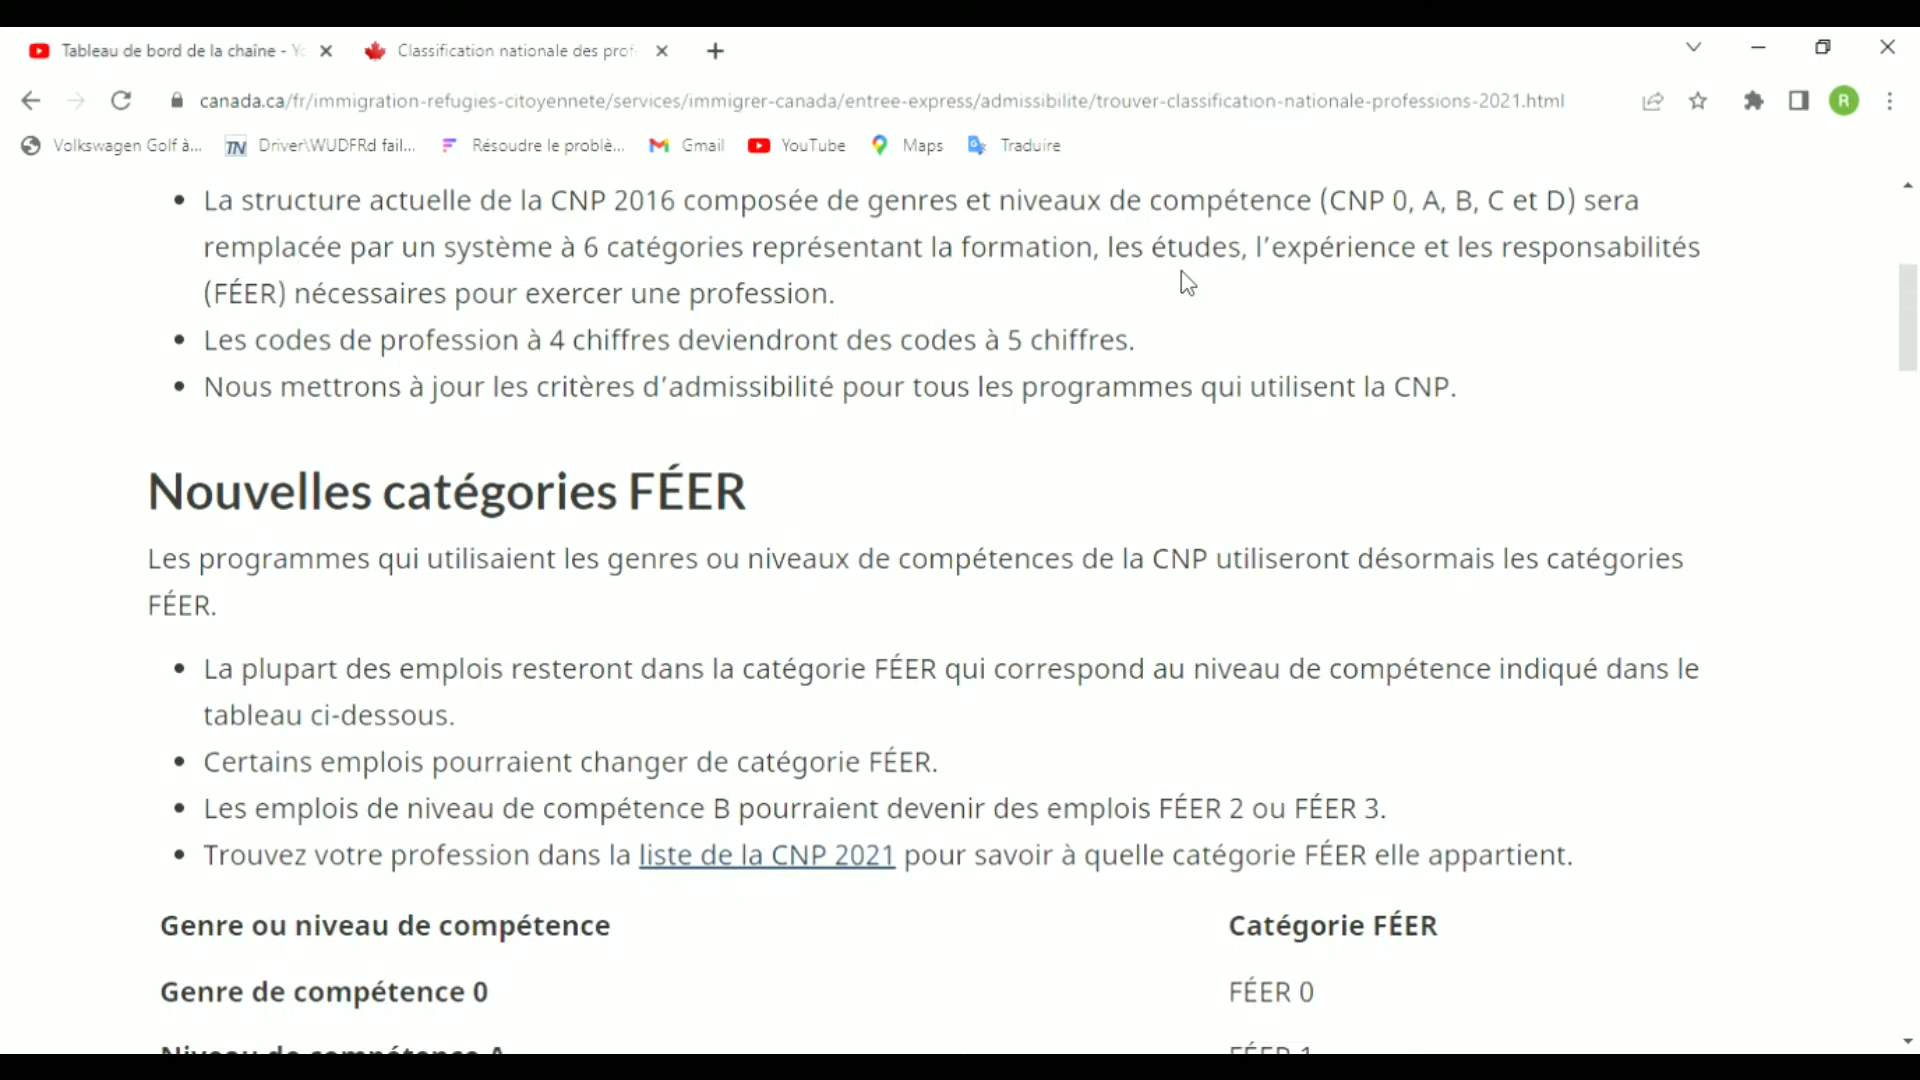 Tableau de bord de la chaîne - Yo
Classification nationale des prof
canada.ca/fr/immigration-refugies-citoyennete/services/immigrer-canada/entree-express/admissibilite/trouver-classification-nationale-professions-2021.html
R
Volkswagen Golf à... TN Driver\WUDFRd fail... Résoudre le problè... Gmail YouTube Maps Traduire
• La structure actuelle de la CNP 2016 composée de genres et niveaux de compétence (CNP 0, A, B, C et D) sera
remplacée par un système à 6 catégories représentant la formation, les études, l’expérience et les responsabilités
(FÉER) nécessaires pour exercer une profession.
• Les codes de profession à 4 chiffres deviendront des codes à 5 chiffres.
• Nous mettrons à jour les critères d’admissibilité pour tous les programmes qui utilisent la CNP.
Nouvelles catégories FÉER
Les programmes qui utilisaient les genres ou niveaux de compétences de la CNP utiliseront désormais les catégories
FÉER.
• La plupart des emplois resteront dans la catégorie FÉER qui correspond au niveau de compétence indiqué dans le
tableau ci-dessous.
• Certains emplois pourraient changer de catégorie FÉER.
• Les emplois de niveau de compétence B pourraient devenir des emplois FÉER 2 ou FÉER 3.
• Trouvez votre profession dans la liste de la CNP 2021 pour savoir à quelle catégorie FÉER elle appartient.
Genre ou niveau de compétence Catégorie FÉER
Genre de compétence 0 FÉER 0
Niveau de compétence A FÉER 1